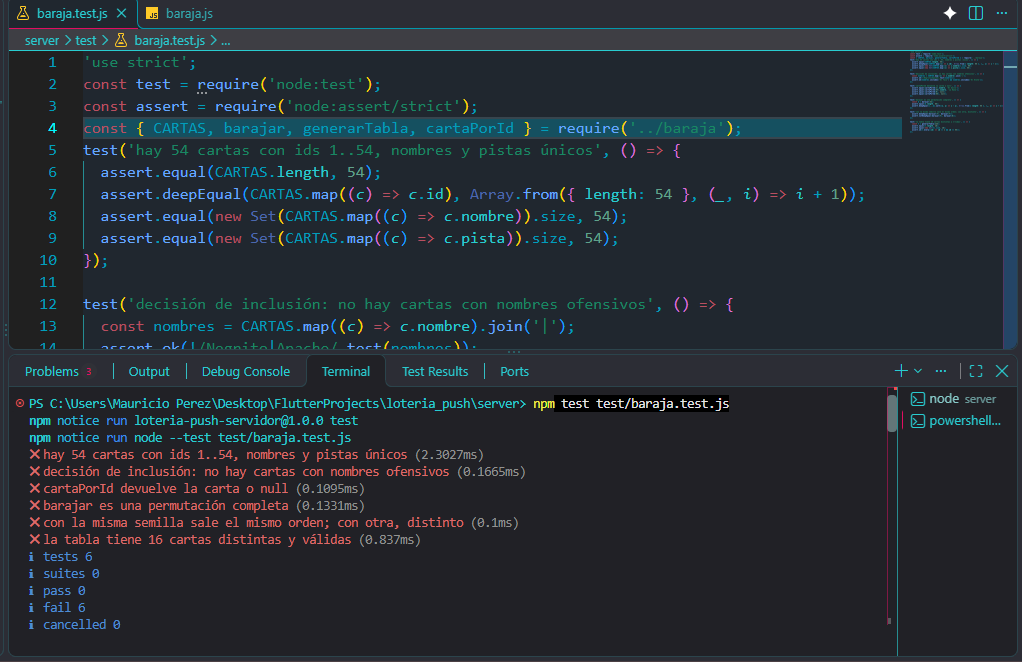 baraja.test.js
baraja.js
server > test > baraja.test.js > ...
1 'use strict';
2 const test = require('node:test');
3 const assert = require('node:assert/strict');
4 const { CARTAS, barajar, generarTabla, cartaPorId } = require('../baraja');
5 test('hay 54 cartas con ids 1..54, nombres y pistas únicos', () => {
6 assert.equal(CARTAS.length, 54);
7 assert.deepEqual(CARTAS.map((c) => c.id), Array.from({ length: 54 }, (_, i) => i + 1));
8 assert.equal(new Set(CARTAS.map((c) => c.nombre)).size, 54);
9 assert.equal(new Set(CARTAS.map((c) => c.pista)).size, 54);
10 });
11
12 test('decisión de inclusión: no hay cartas con nombres ofensivos', () => {
13 const nombres = CARTAS.map((c) => c.nombre).join('|');
14 assert.ok(!/Negrito|Apache/.test(nombres));
Problems 3 Output Debug Console Terminal Test Results Ports
PS C:\Users\Mauricio Perez\Desktop\FlutterProjects\loteria_push\server> npm test test/baraja.test.js
npm notice run loteria-push-servidor@1.0.0 test
npm notice run node --test test/baraja.test.js
❌hay 54 cartas con ids 1..54, nombres y pistas únicos (2.3027ms)
❌decisión de inclusión: no hay cartas con nombres ofensivos (0.1665ms)
❌cartaPorId devuelve la carta o null (0.1095ms)
❌barajar es una permutación completa (0.1331ms)
❌con la misma semilla sale el mismo orden; con otra, distinto (0.1ms)
❌la tabla tiene 16 cartas distintas y válidas (0.837ms)
ℹ tests 6
ℹ suites 0
ℹ pass 0
ℹ fail 6
ℹ cancelled 0
node server
powershell...